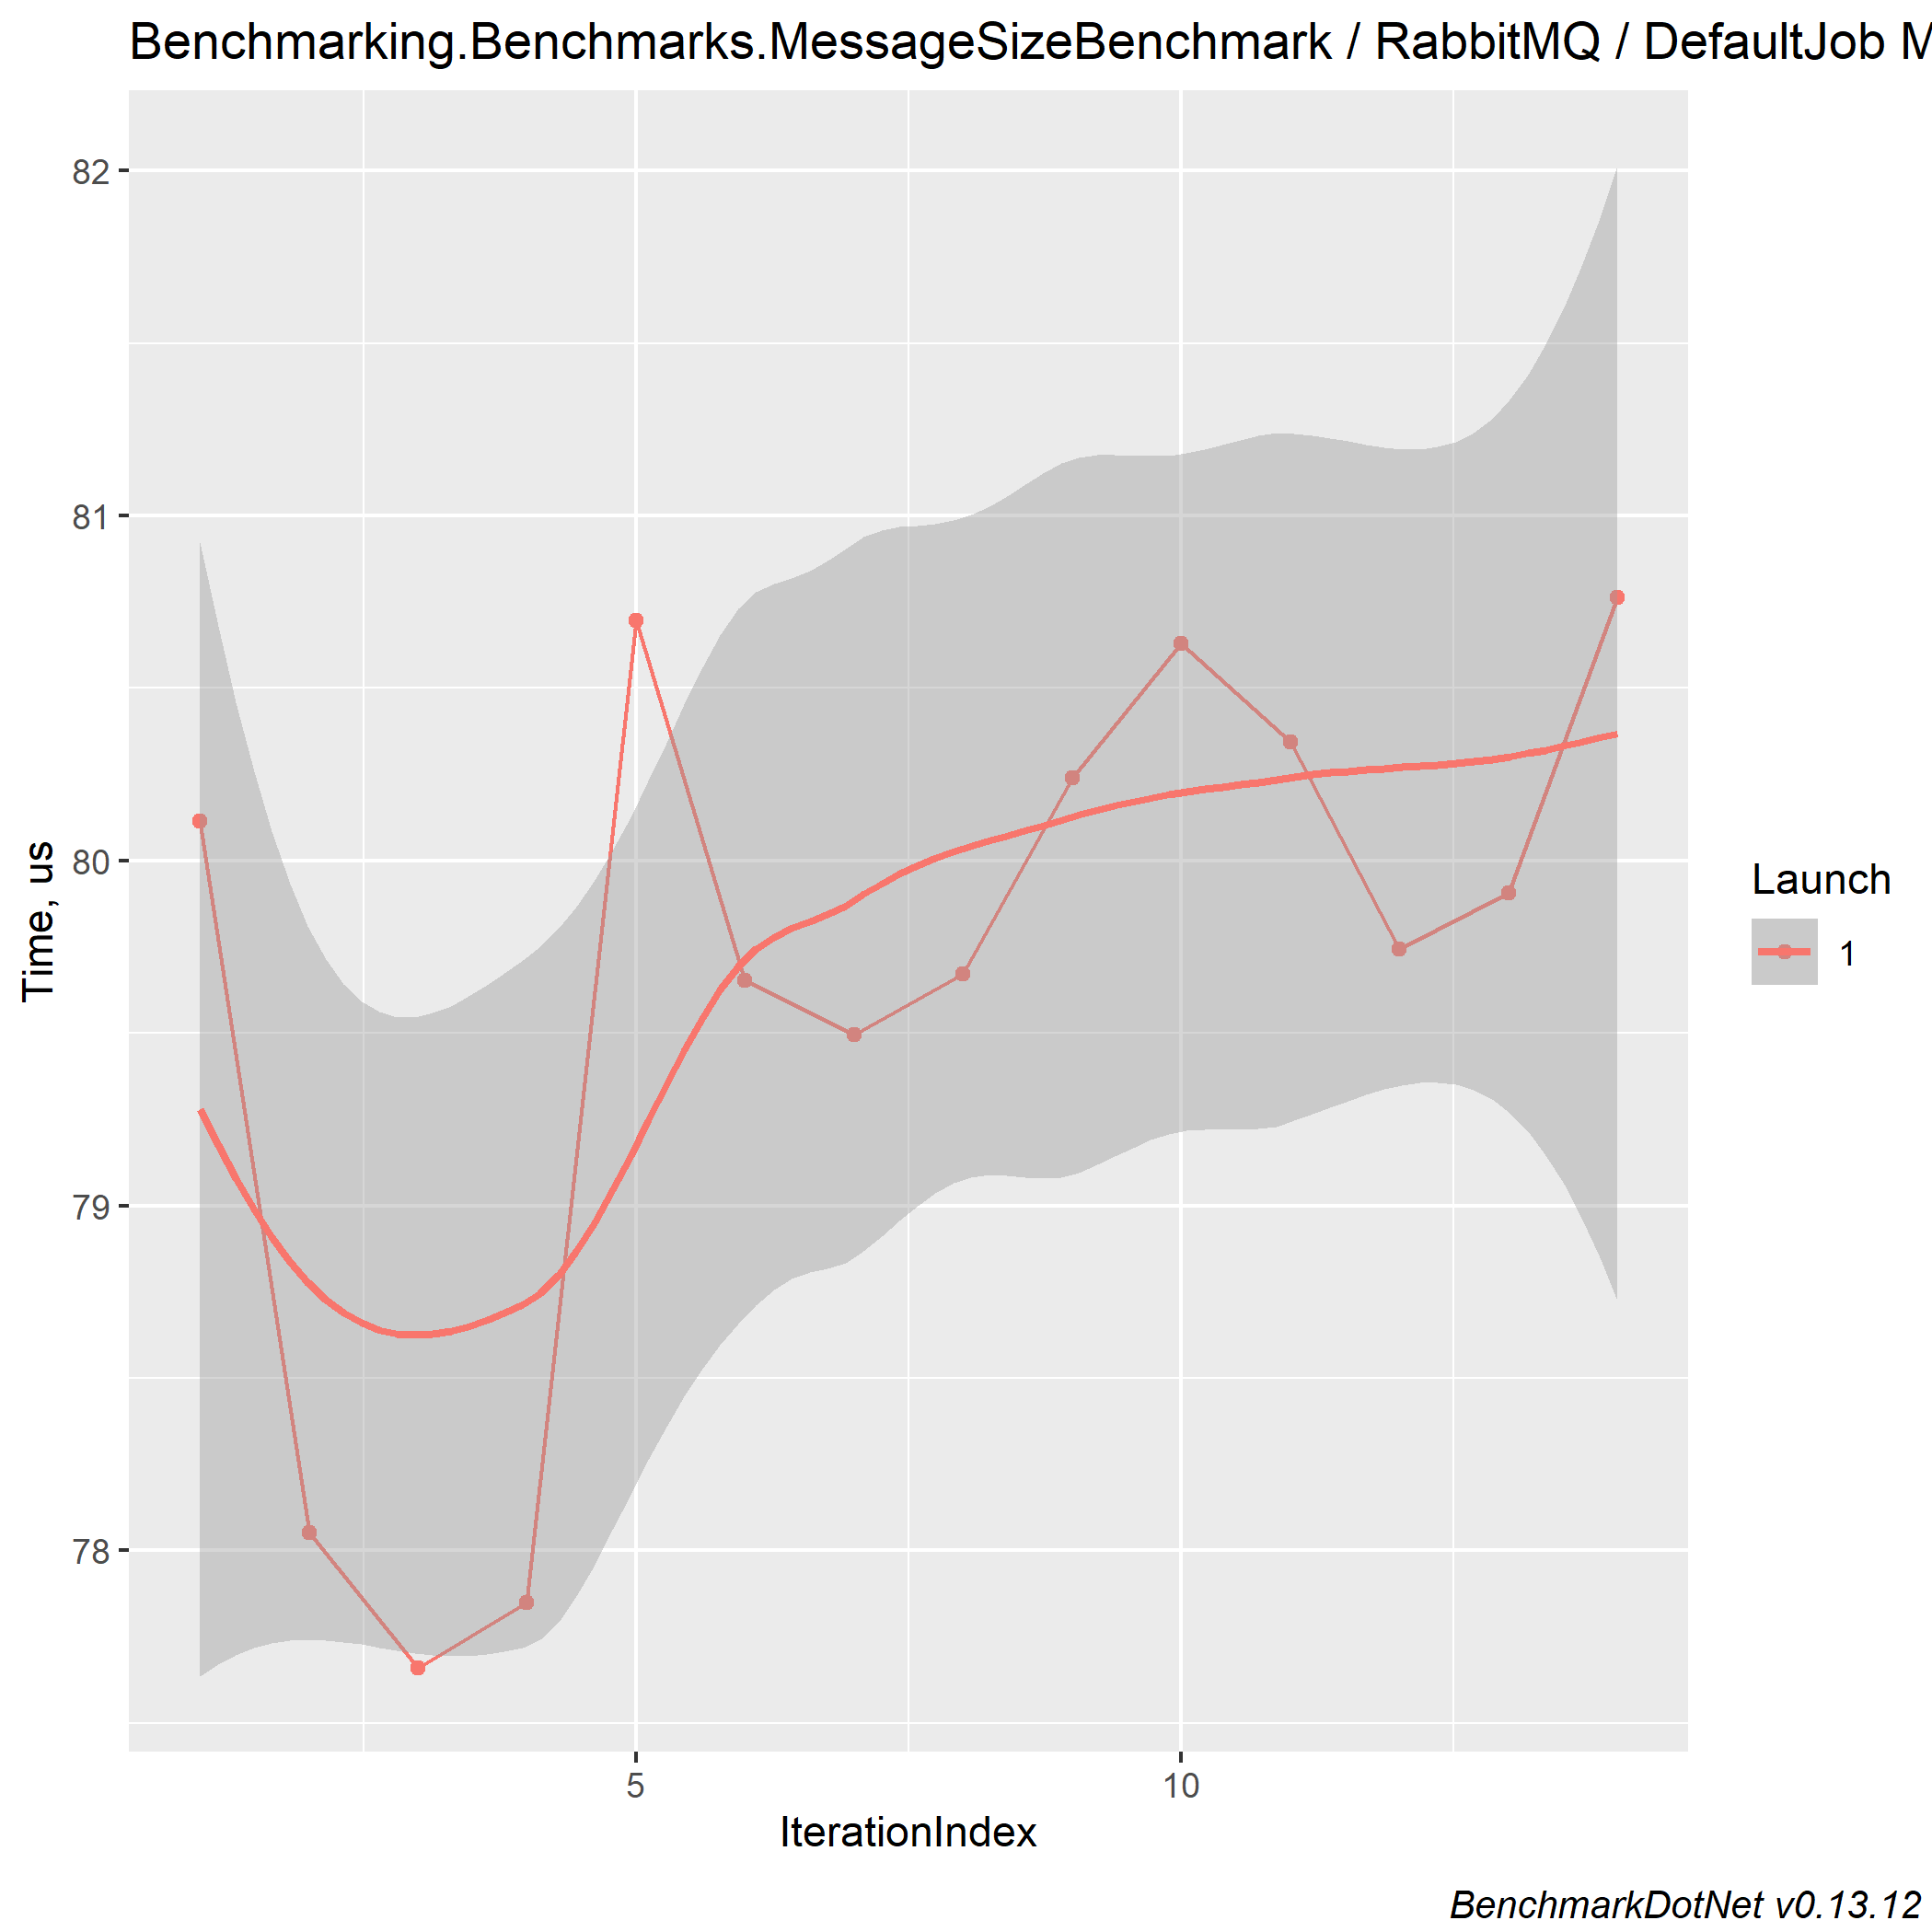 Benchmarking.Benchmarks.MessageSizeBenchmark / RabbitMQ / DefaultJob
82
81
80
79
78
Time, us
5
10
IterationIndex
Launch
1
BenchmarkDotNet v0.13.12